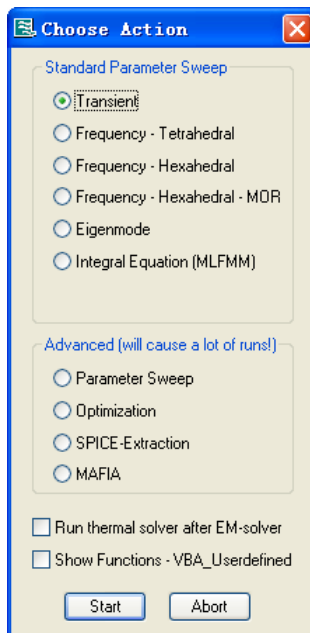 Choose Action
Standard Parameter Sweep
Transient
Frequency - Tetrahedral
Frequency - Hexahedral
Frequency - Hexahedral - MOR
Eigenmode
Integral Equation (MLFMM)
Advanced (will cause a lot of runs!)
Parameter Sweep
Optimization
SPICE-Extraction
MAFIA
Run thermal solver after EM-solver
Show Functions - VBA_Userdefined
Start Abort